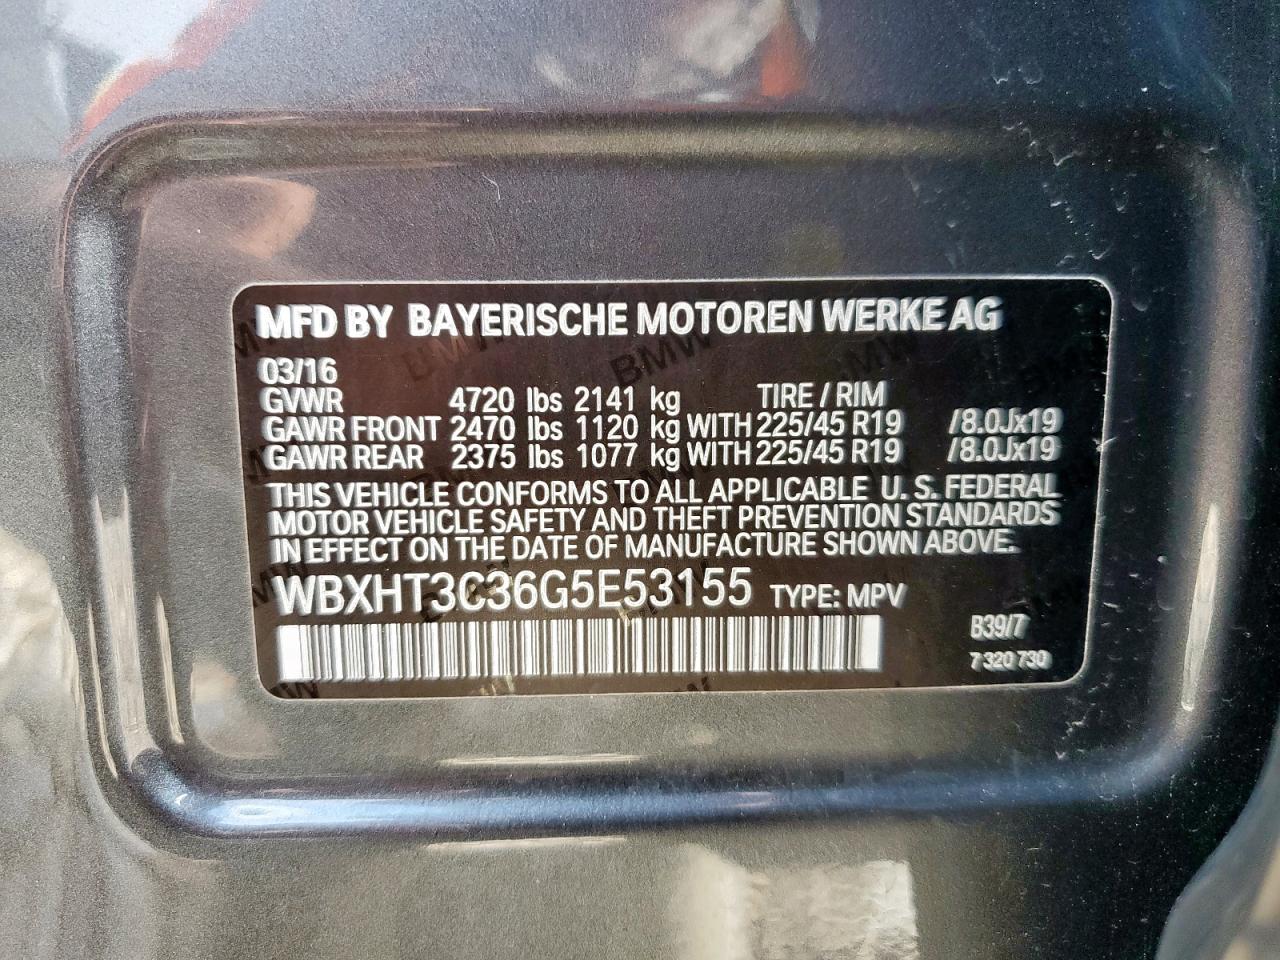 MFD BY BAYERISCHE MOTOREN WERKE AG
03/16
GVWR 4720 lbs 2141 kg TIRE / RIM
GAWR FRONT 2470 lbs 1120 kg WITH 225/45 R19 /8.0Jx19
GAWR REAR 2375 lbs 1077 kg WITH 225/45 R19 /8.0Jx19
THIS VEHICLE CONFORMS TO ALL APPLICABLE U. S. FEDERAL
MOTOR VEHICLE SAFETY AND THEFT PREVENTION STANDARDS
IN EFFECT ON THE DATE OF MANUFACTURE SHOWN ABOVE.
WBXHT3C36G5E53155 TYPE: MPV
B39/7
7 320 730